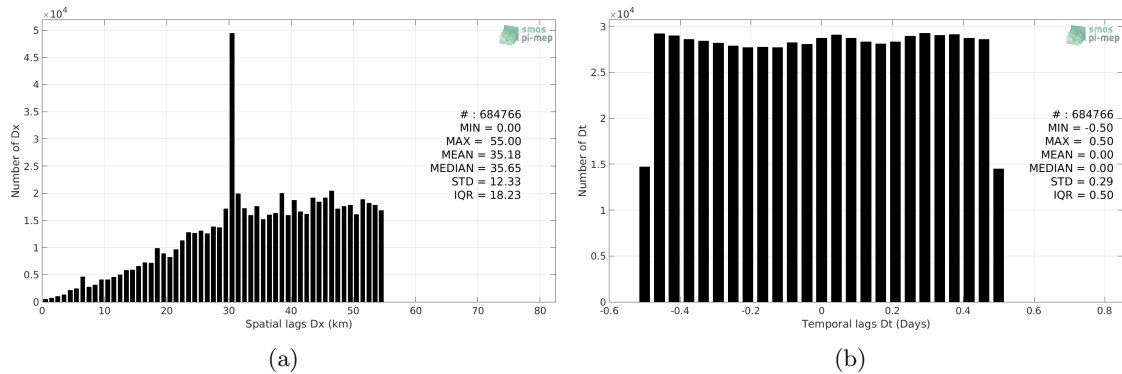 ×10⁴
5
4.5
4
3.5
3
2.5
2
1.5
1
0.5
0
Number of Dx
0 10 20 30 40 50 60 70 80
Spatial lags Dx (km)
smos
pi-mep
# : 684766
MIN = 0.00
MAX = 55.00
MEAN = 35.18
MEDIAN = 35.65
STD = 12.33
IQR = 18.23
(a)
×10⁴
3
2.5
2
1.5
1
0.5
0
Number of Dt
-0.6 -0.4 -0.2 0 0.2 0.4 0.6 0.8
Temporal lags Dt (Days)
smos
pi-mep
# : 684766
MIN = -0.50
MAX = 0.50
MEAN = 0.00
MEDIAN = 0.00
STD = 0.29
IQR = 0.50
(b)